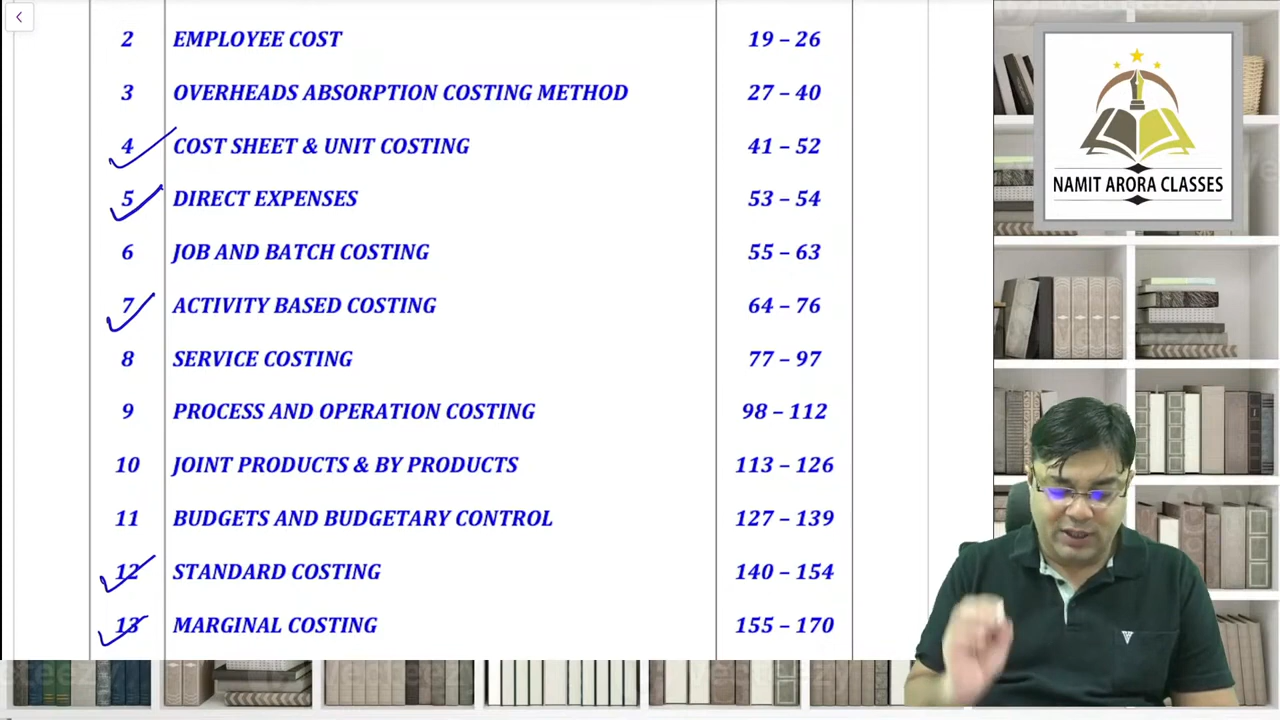 2 EMPLOYEE COST 19 – 26
3 OVERHEADS ABSORPTION COSTING METHOD 27 – 40
4 COST SHEET & UNIT COSTING 41 – 52
5 DIRECT EXPENSES 53 – 54
6 JOB AND BATCH COSTING 55 – 63
7 ACTIVITY BASED COSTING 64 – 76
8 SERVICE COSTING 77 – 97
9 PROCESS AND OPERATION COSTING 98 – 112
10 JOINT PRODUCTS & BY PRODUCTS 113 – 126
11 BUDGETS AND BUDGETARY CONTROL 127 – 139
12 STANDARD COSTING 140 – 154
13 MARGINAL COSTING 155 – 170
NAMIT ARORA CLASSES